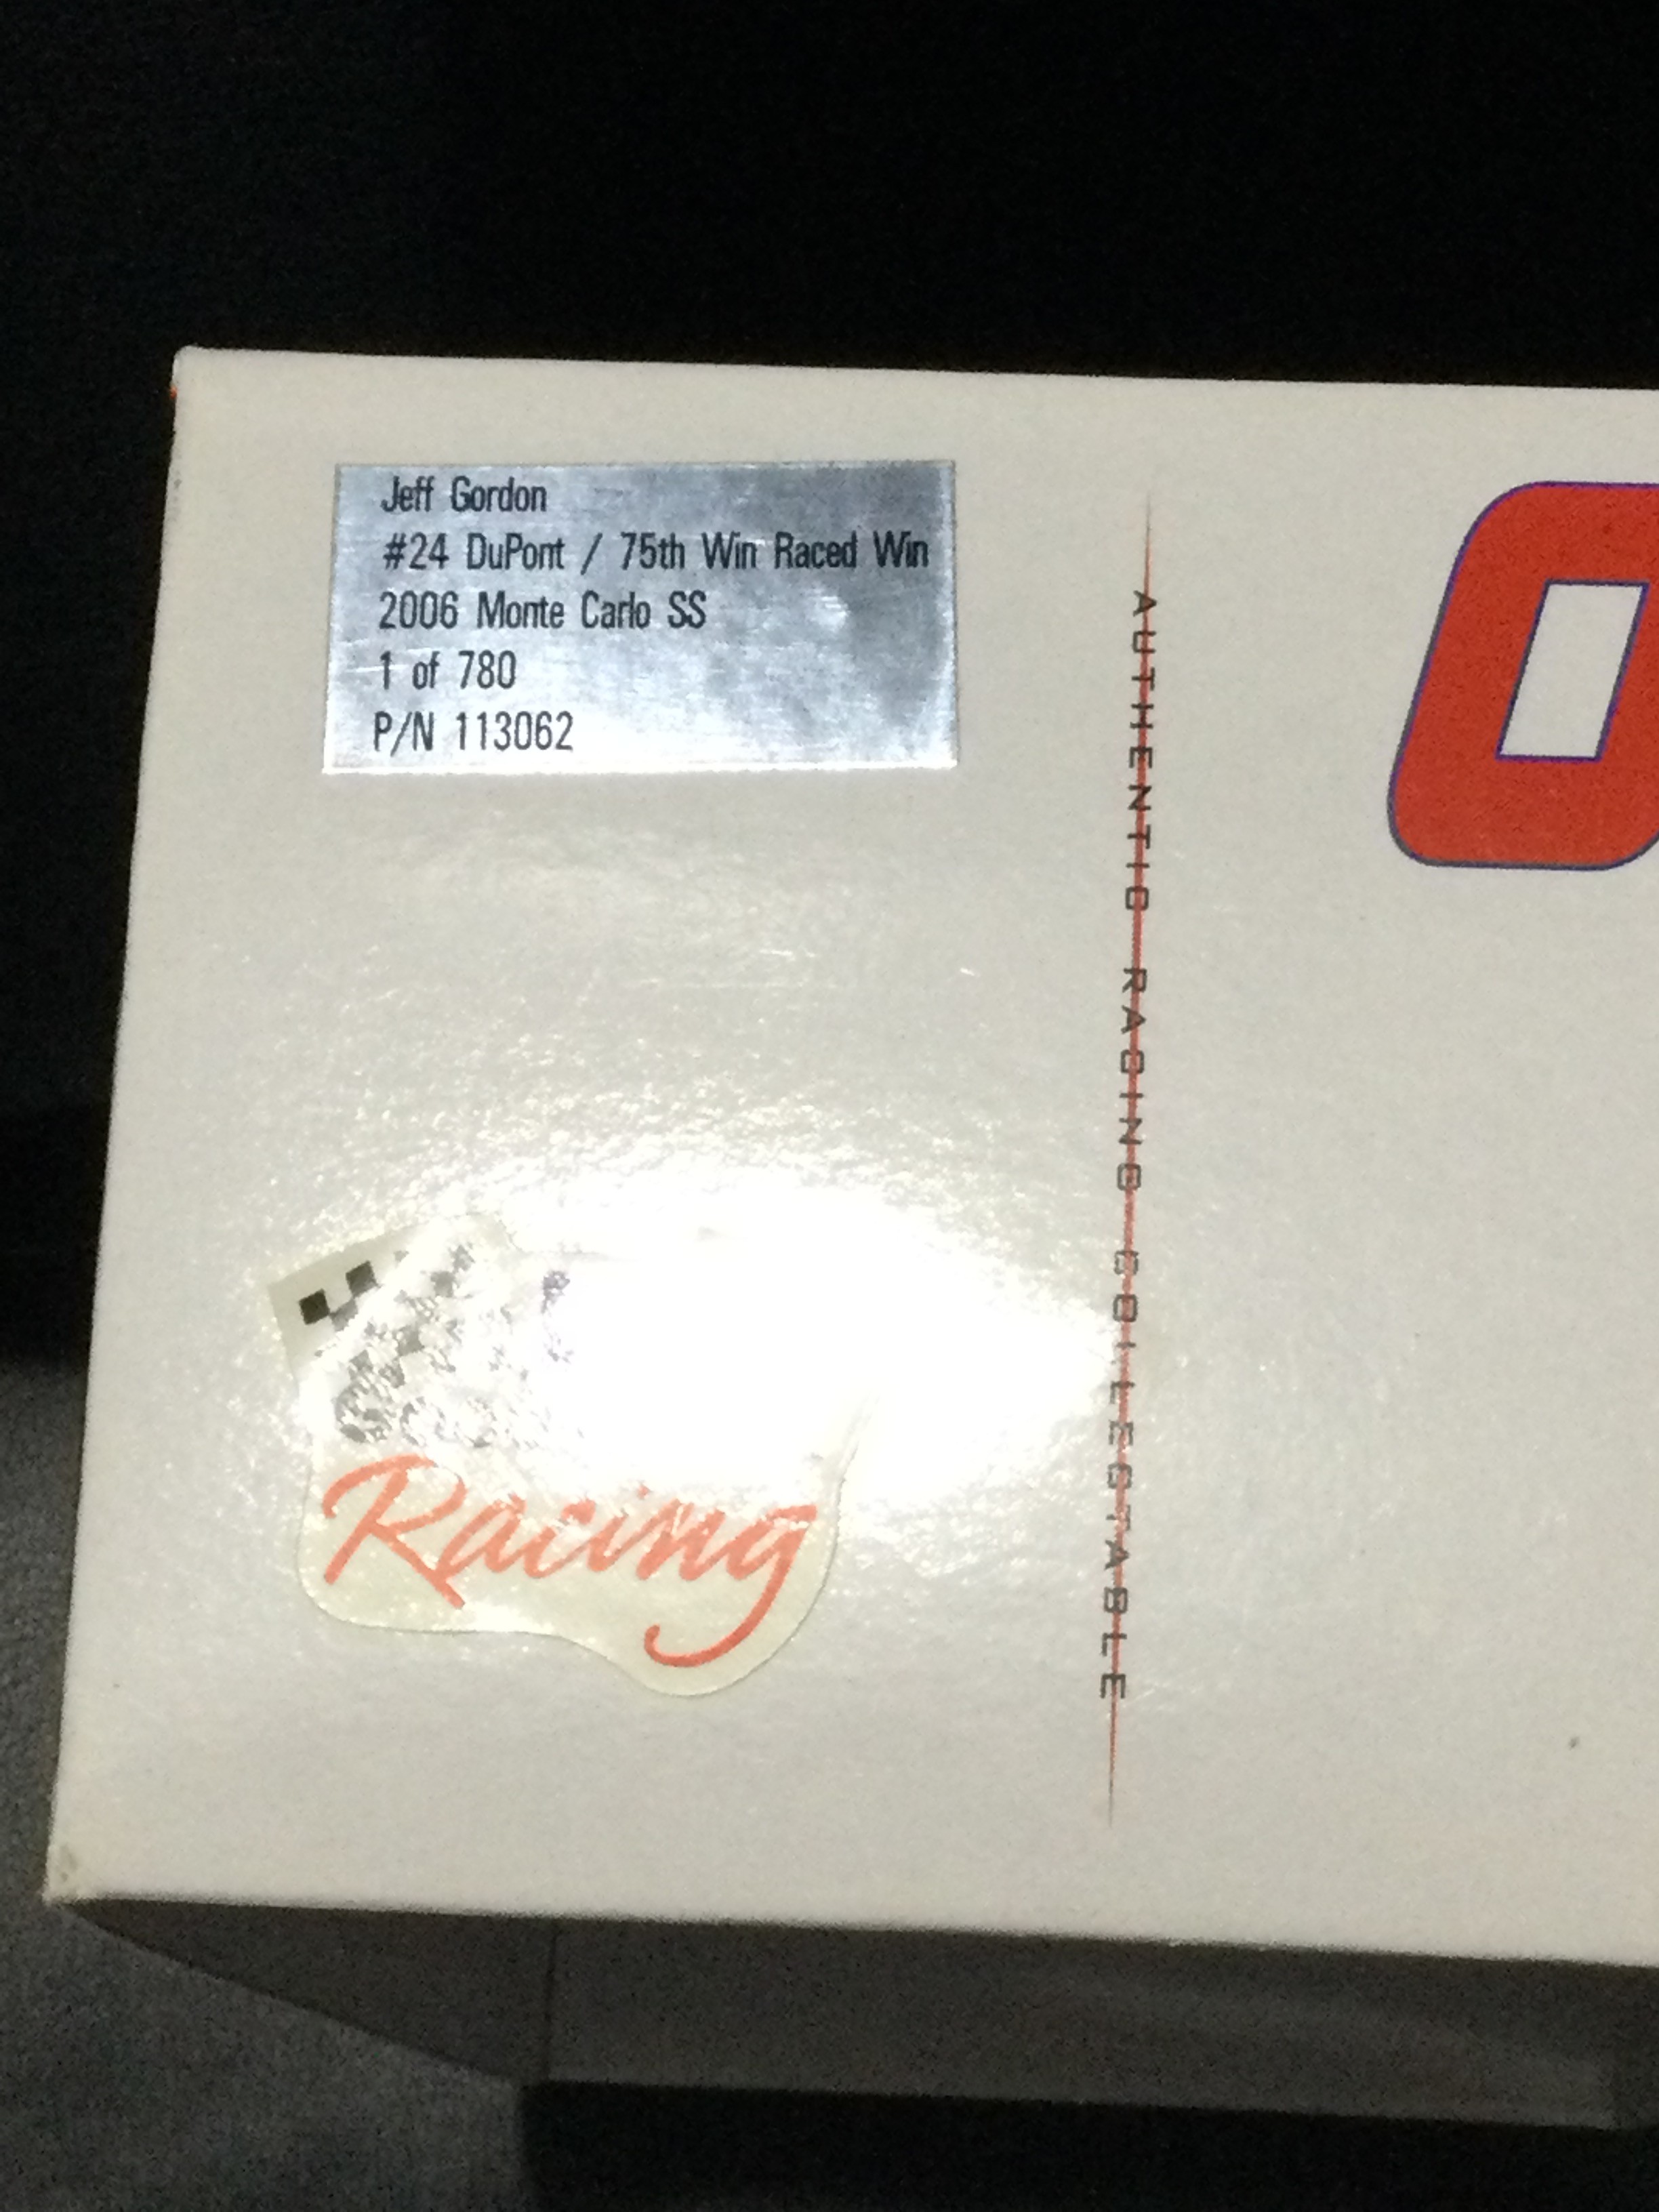 Jeff Gordon
#24 DuPont / 75th Win Raced Win
2006 Monte Carlo SS
1 of 780
P/N 113062
AUTHENTIC RACING COLLECTABLE
Racing